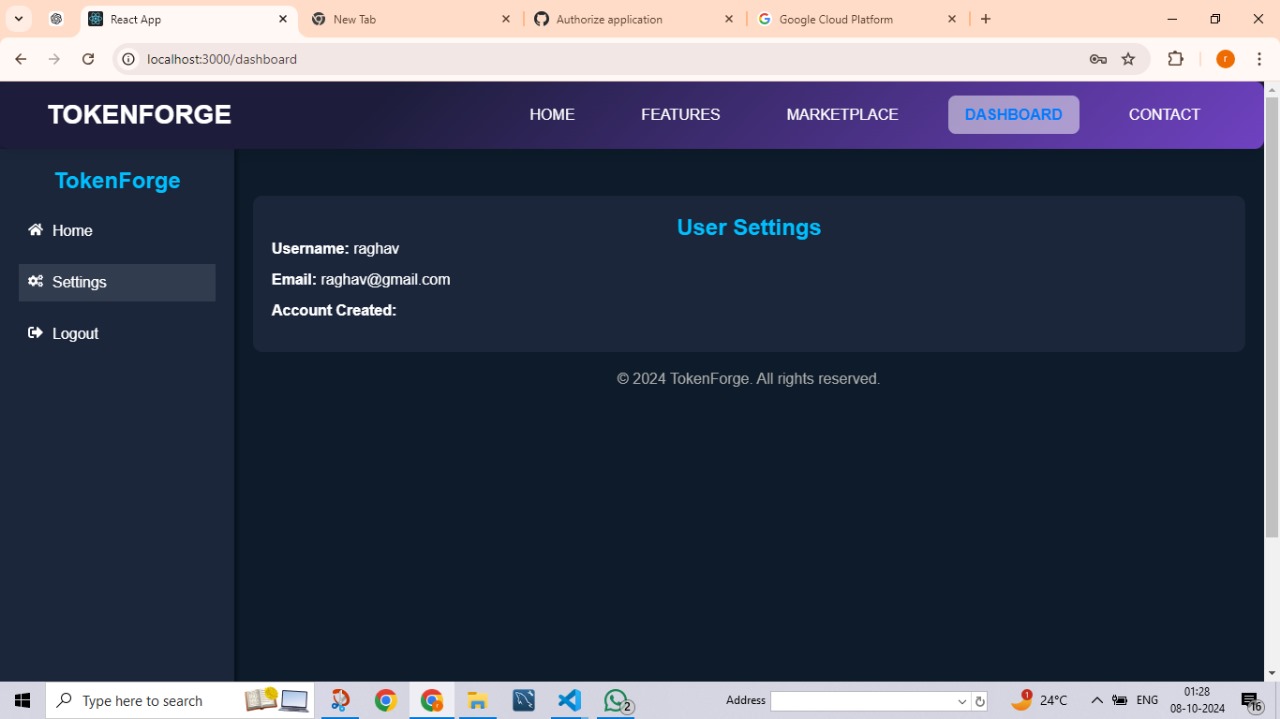 React App
New Tab
Authorize application
Google Cloud Platform
localhost:3000/dashboard
r
TOKENFORGE
HOME
FEATURES
MARKETPLACE
DASHBOARD
CONTACT
TokenForge
Home
Settings
Logout
User Settings
Username: raghav
Email: raghav@gmail.com
Account Created:
© 2024 TokenForge. All rights reserved.
Type here to search
2
Address
1
24°C
ENG
01:28
08-10-2024
16